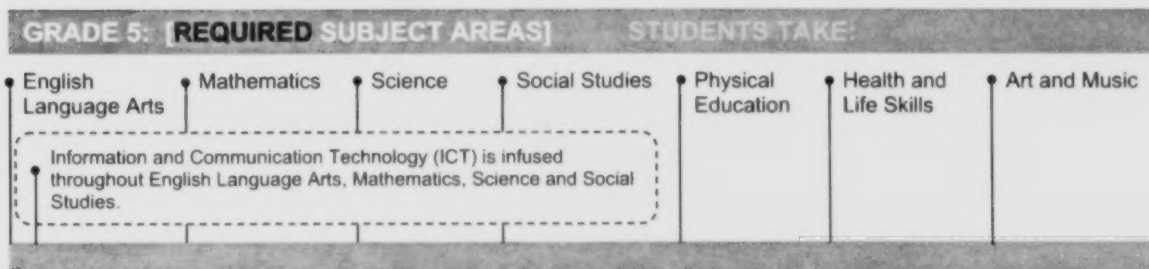 GRADE 5: [REQUIRED SUBJECT AREAS] STUDENTS TAKE:
English
Language Arts
Mathematics
Science
Social Studies
Physical
Education
Health and
Life Skills
Art and Music
Information and Communication Technology (ICT) is infused
throughout English Language Arts, Mathematics, Science and Social
Studies.